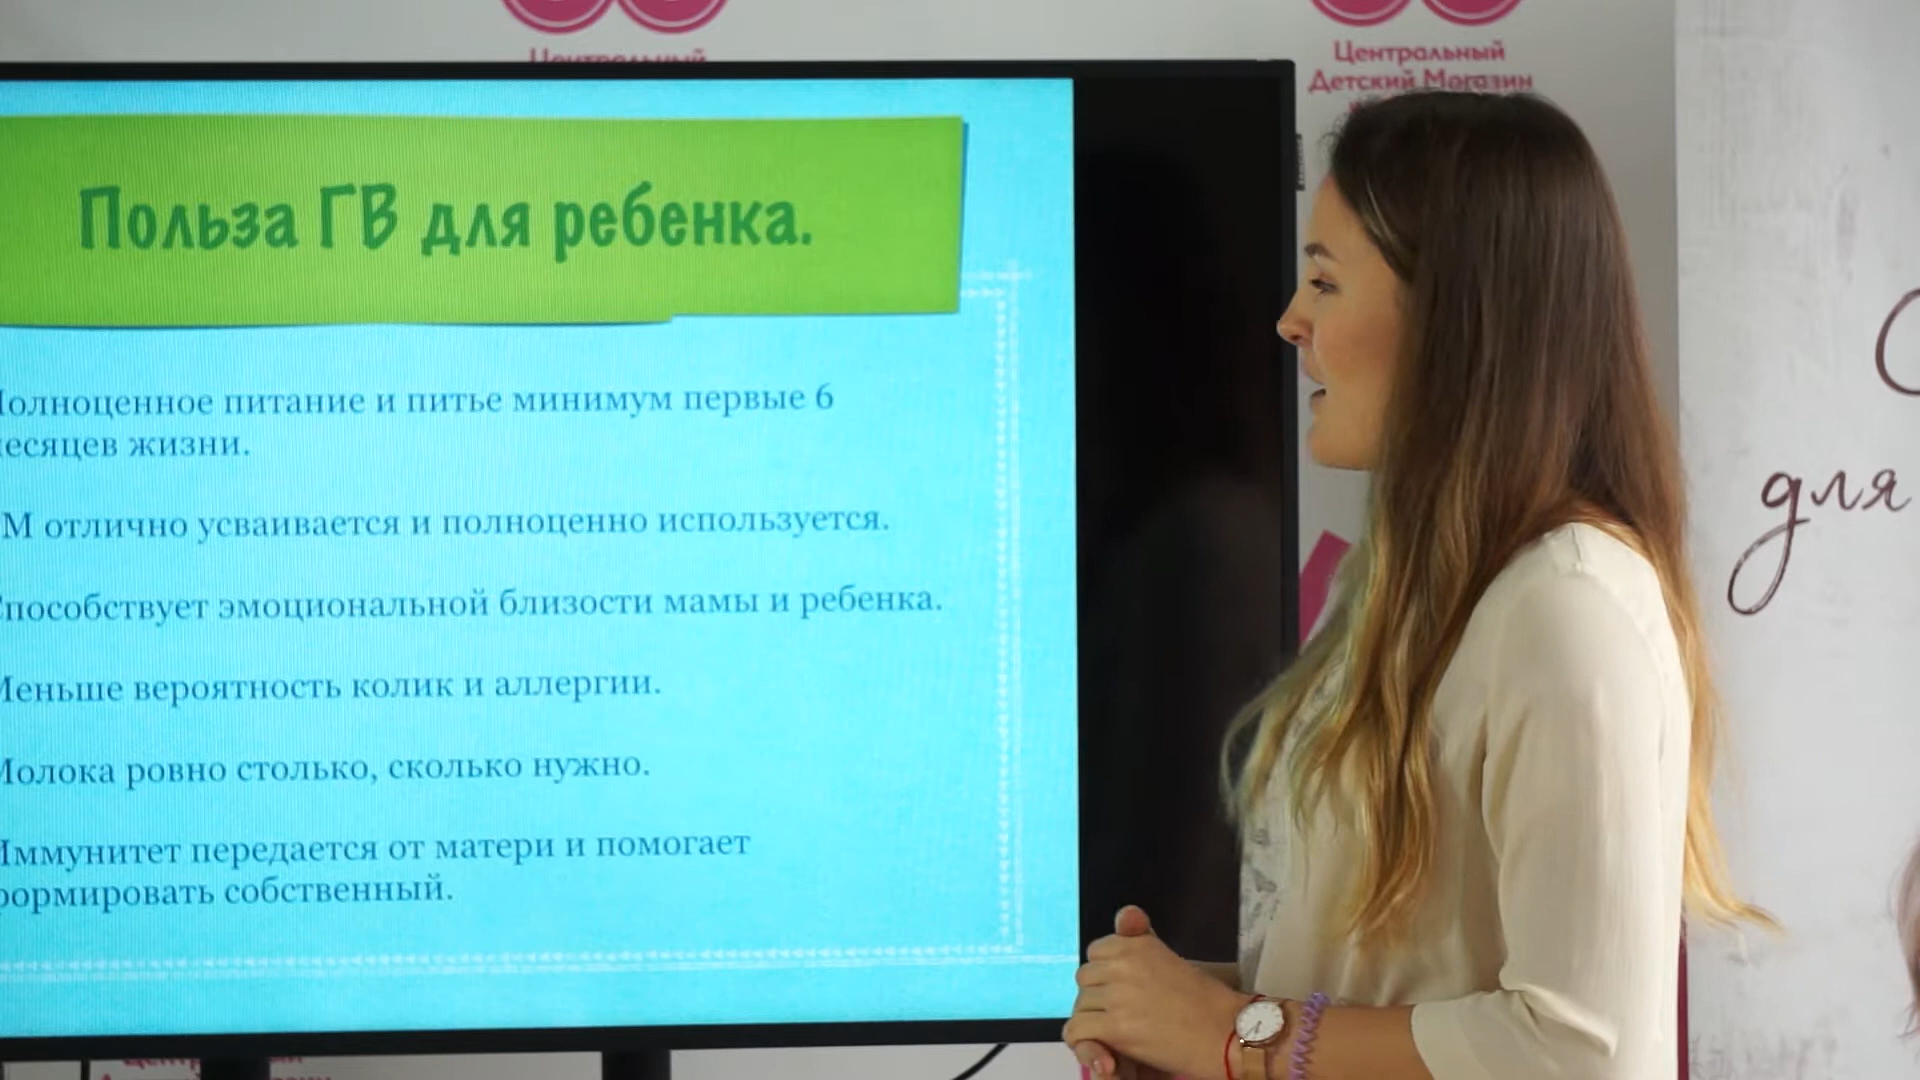 Центральный
Центральный
Детский Магазин
Польза ГВ для ребенка.
олноценное питание и питье минимум первые 6
есяцев жизни.
М отлично усваивается и полноценно используется.
пособствует эмоциональной близости мамы и ребенка.
еньше вероятность колик и аллергии.
олока ровно столько, сколько нужно.
ммунитет передается от матери и помогает
ормировать собственный.
для